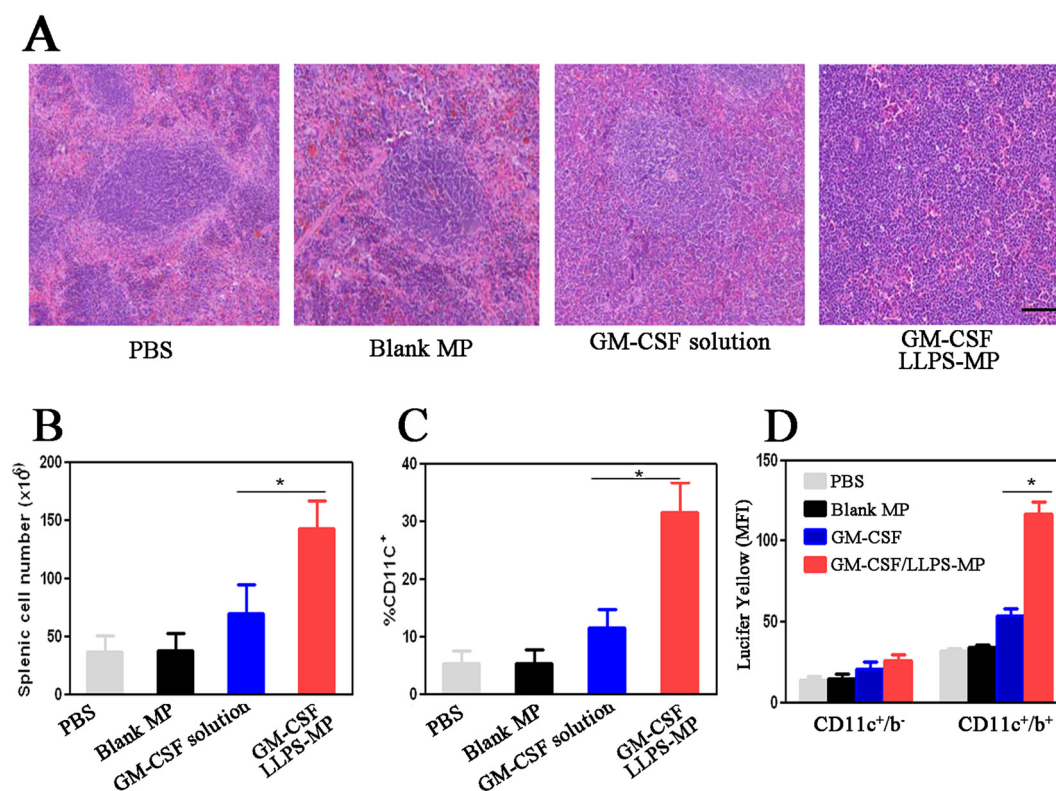 A
PBS
Blank MP
GM-CSF solution
GM-CSF
LLPS-MP
B
Splenic cell number (×10⁶)
200
150
100
50
0
*
PBS
Blank MP
GM-CSF solution
GM-CSF
LLPS-MP
C
%CD11C⁺
40
30
20
10
0
*
PBS
Blank MP
GM-CSF solution
GM-CSF
LLPS-MP
D
Lucifer Yellow (MFI)
150
100
50
0
PBS
Blank MP
GM-CSF
GM-CSF/LLPS-MP
*
CD11c⁺/b⁻
CD11c⁺/b⁺